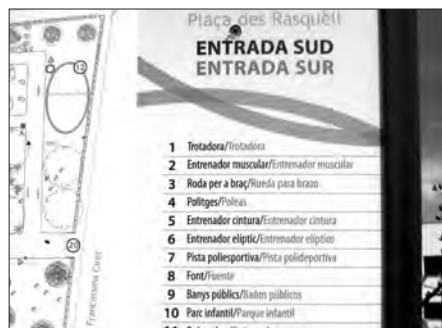 Plaça des Rasquell
ENTRADA SUD
ENTRADA SUR
12
20
1 Trotadora/Trotadora
2 Entrenador muscular/Entrenador muscular
3 Roda per a braç/Rueda para brazo
4 Politges/Poleas
5 Entrenador cintura/Entrenador cintura
6 Entrenador elíptic/Entrenador elíptico
7 Pista poliesportiva/Pista polideportiva
8 Font/Fuente
9 Banys públics/Baños públicos
10 Parc infantil/Parque infantil